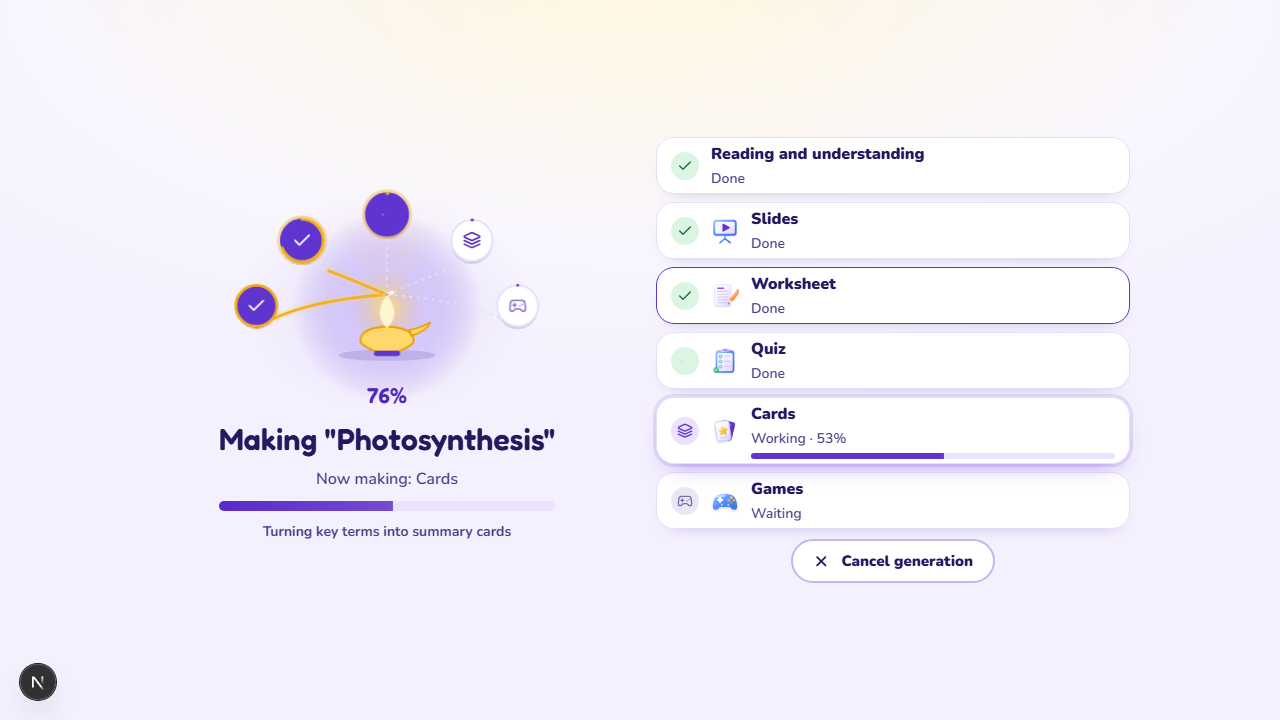 76%
Making "Photosynthesis"
Now making: Cards
Turning key terms into summary cards
Reading and understanding
Done
Slides
Done
Worksheet
Done
Quiz
Done
Cards
Working · 53%
Games
Waiting
Cancel generation
N